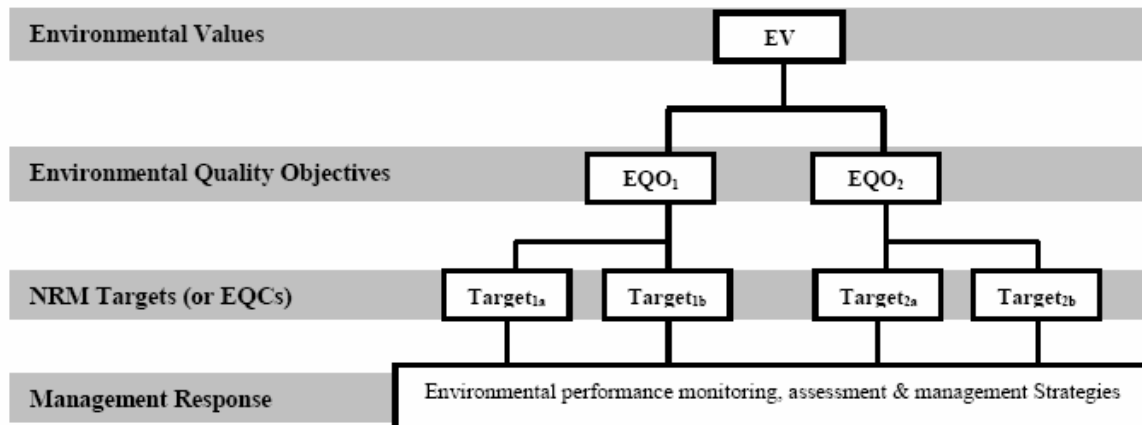 Environmental Values
EV
Environmental Quality Objectives
EQO₁
EQO₂
NRM Targets (or EQCs)
Target₁ₐ
Target₁b
Target₂ₐ
Target₂b
Management Response
Environmental performance monitoring, assessment & management Strategies